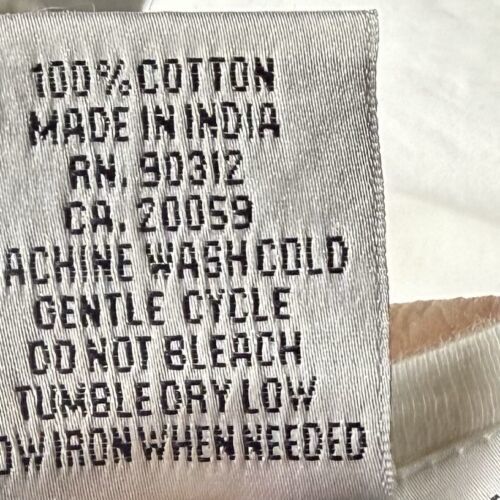 100% COTTON
MADE IN INDIA
RN. 90312
CA. 20059
ACHINE WASH COLD
GENTLE CYCLE
DO NOT BLEACH
TUMBLE DRY LOW
OW IRON WHEN NEEDED